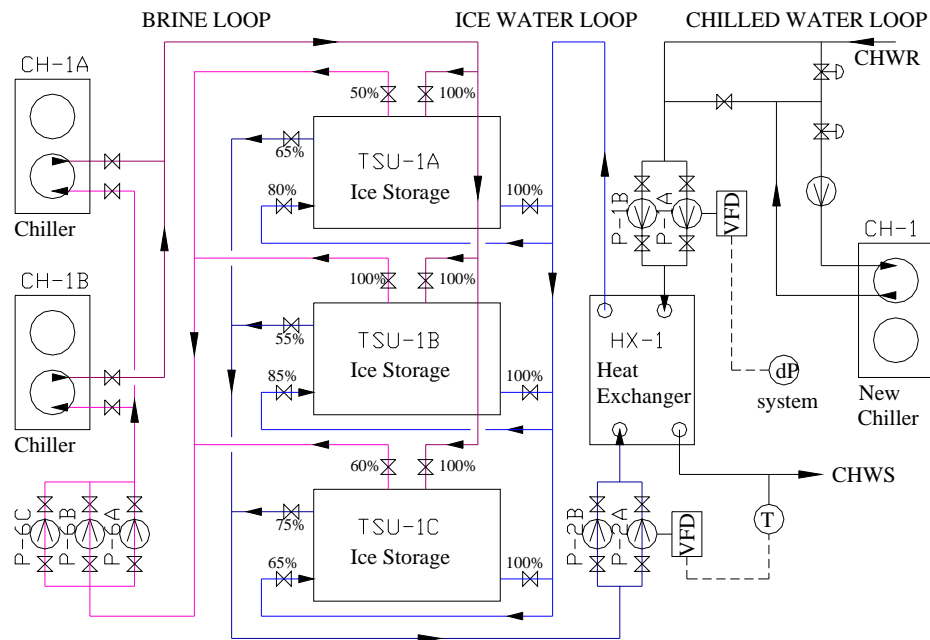 BRINE LOOP
ICE WATER LOOP
CHILLED WATER LOOP
CHWR
CH-1A
Chiller
50%
100%
65%
TSU-1A
Ice Storage
80%
100%
P-1B
P-1A
VFD
CH-1
CH-1B
Chiller
100%
100%
55%
TSU-1B
Ice Storage
85%
100%
HX-1
Heat
Exchanger
dP
system
New
Chiller
60%
100%
CHWS
P-6C
P-6B
P-6A
75%
TSU-1C
Ice Storage
65%
100%
P-2B
P-2A
VFD
T